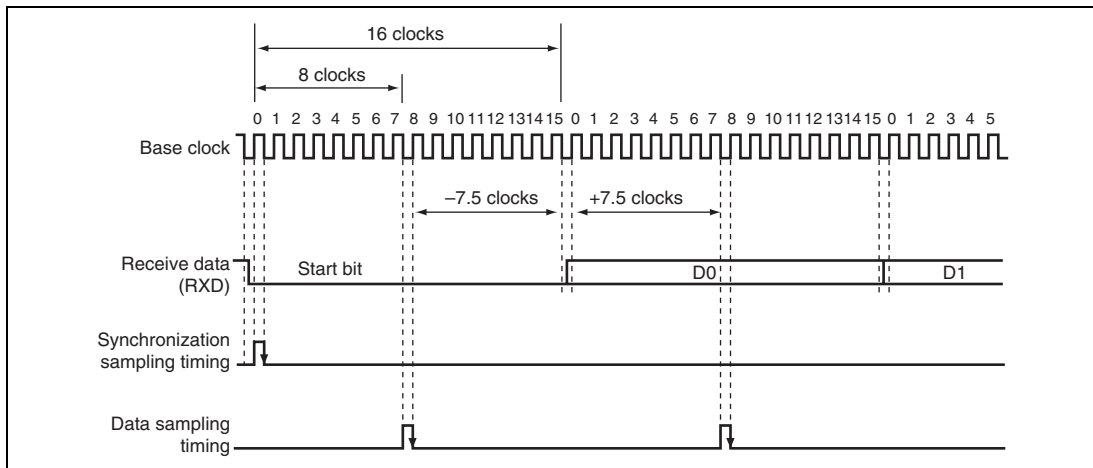 16 clocks
8 clocks
0 1 2 3 4 5 6 7 8 9 10 11 12 13 14 15 0 1 2 3 4 5 6 7 8 9 10 11 12 13 14 15 0 1 2 3 4 5
Base clock
–7.5 clocks +7.5 clocks
Receive data
(RXD)
Start bit D0 D1
Synchronization
sampling timing
Data sampling
timing